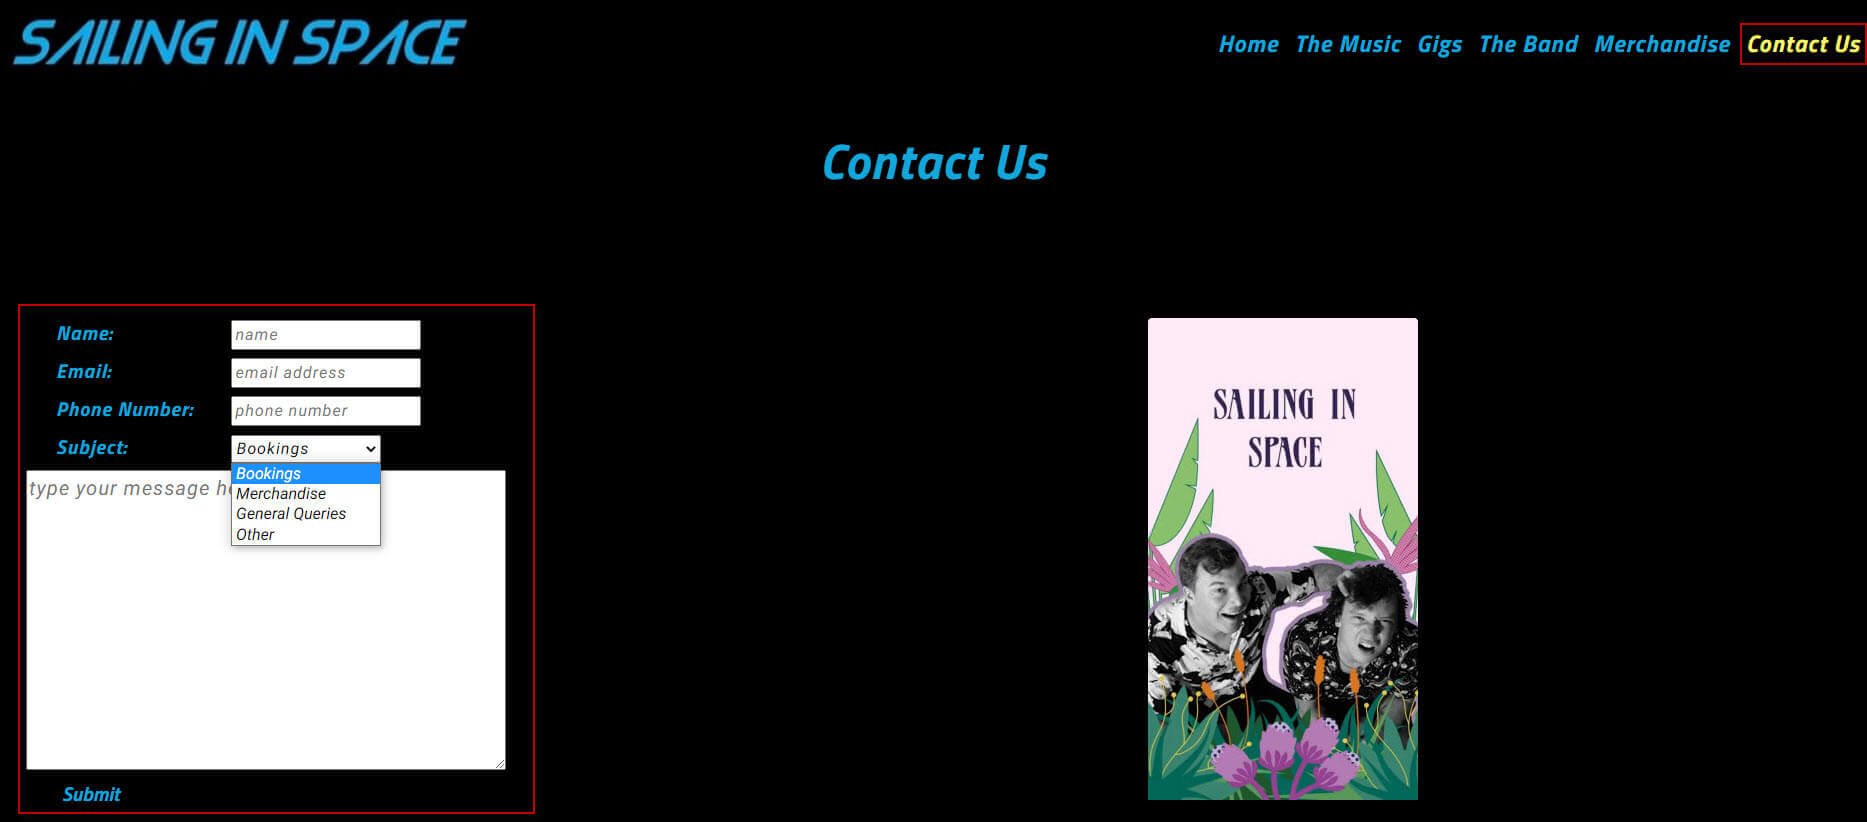 SAILING IN SPACE
Home The Music Gigs The Band Merchandise Contact Us
Contact Us
Name: name
Email: email address
Phone Number: phone number
Subject: Bookings
Bookings
Merchandise
General Queries
Other
type your message h
Submit
SAILING IN
SPACE